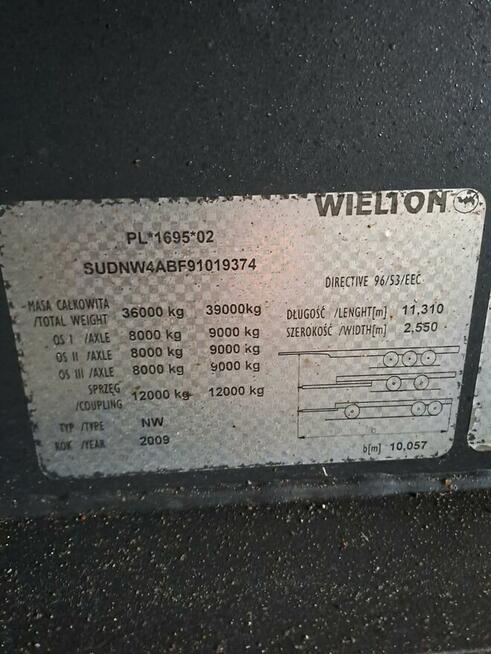 WIELTON
PL*1695*02
SUDNW4ABF91019374
DIRECTIVE 96/53/EEC
MASA CAŁKOWITA
/TOTAL WEIGHT 36000 kg 39000kg
OŚ I /AXLE 8000 kg 9000 kg
OŚ II /AXLE 8000 kg 9000 kg
OŚ III /AXLE 8000 kg 9000 kg
SPRZĘG
/COUPLING 12000 kg 12000 kg
TYP /TYPE NW
ROK /YEAR 2009
DŁUGOŚĆ /LENGHT[m] 11,310
SZEROKOŚĆ /WIDTH[m] 2,550
b
b[m] 10,057